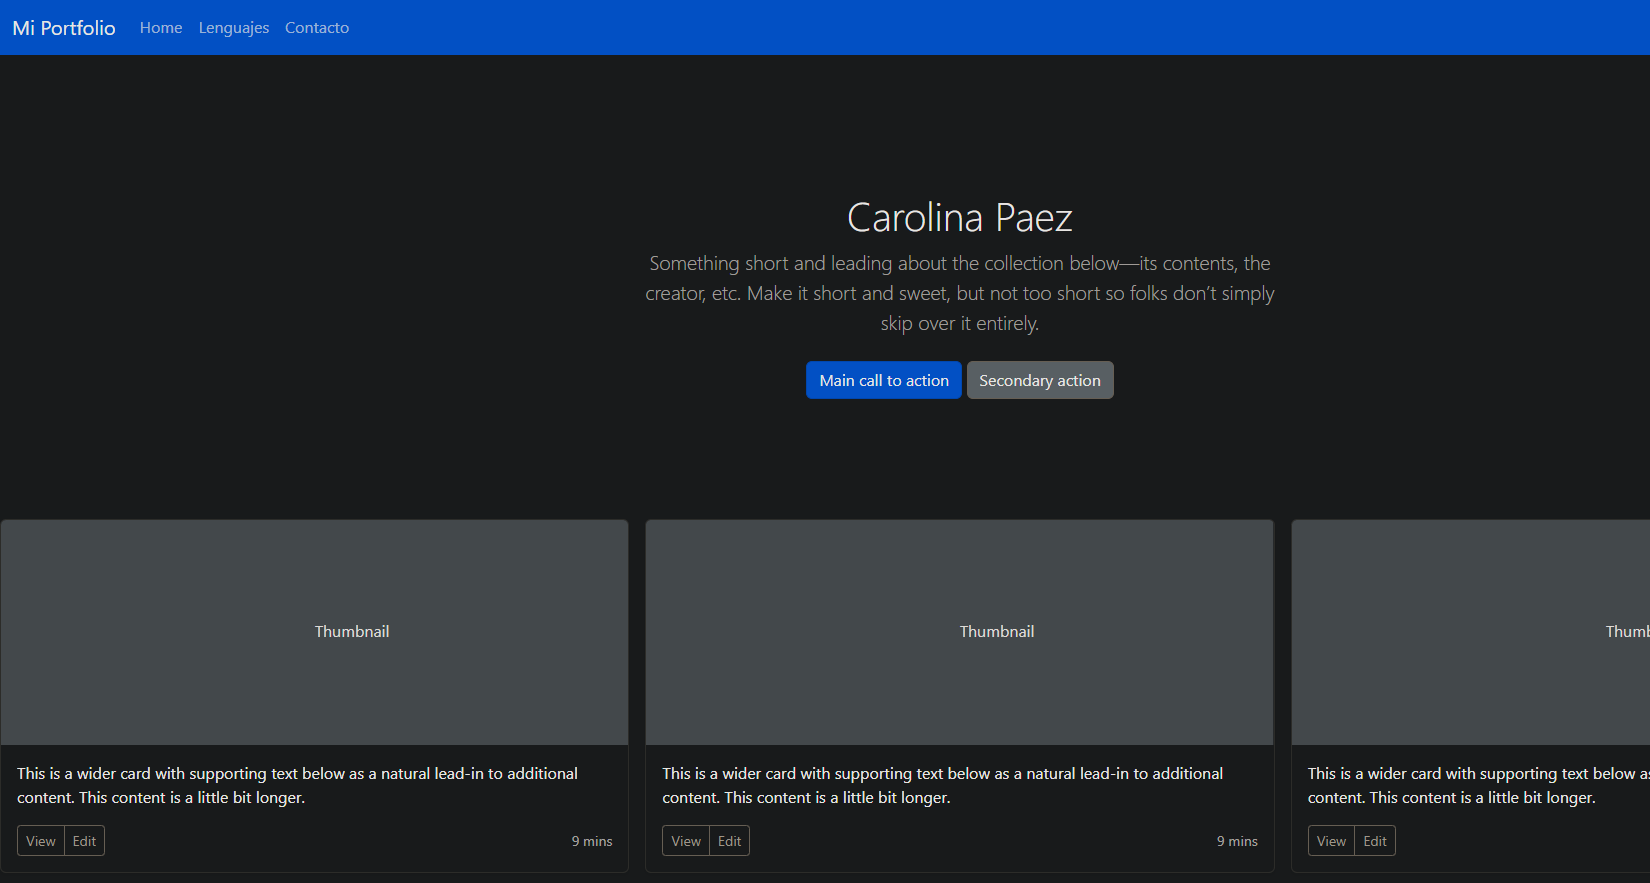 Mi Portfolio Home Lenguajes Contacto
Carolina Paez
Something short and leading about the collection below—its contents, the
creator, etc. Make it short and sweet, but not too short so folks don’t simply
skip over it entirely.
Main call to action Secondary action
Thumbnail
This is a wider card with supporting text below as a natural lead-in to additional
content. This content is a little bit longer.
View Edit 9 mins
Thumbnail
This is a wider card with supporting text below as a natural lead-in to additional
content. This content is a little bit longer.
View Edit 9 mins
Thumb
This is a wider card with supporting text below a
content. This content is a little bit longer.
View Edit